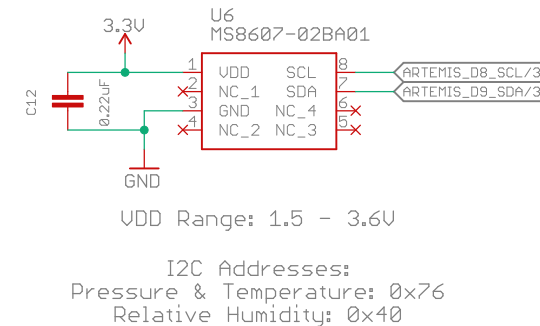 U6
3.3V
MS8607-02BA01
1 VDD SCL 8
2 NC_1 SDA 7
3 GND NC_4 6
4 NC_2 NC_3 5
ARTEMIS_D8_SCL/3
ARTEMIS_D9_SDA/3
C12
0.22uF
GND
VDD Range: 1.5 - 3.6V
I2C Addresses:
Pressure & Temperature: 0x76
Relative Humidity: 0x40